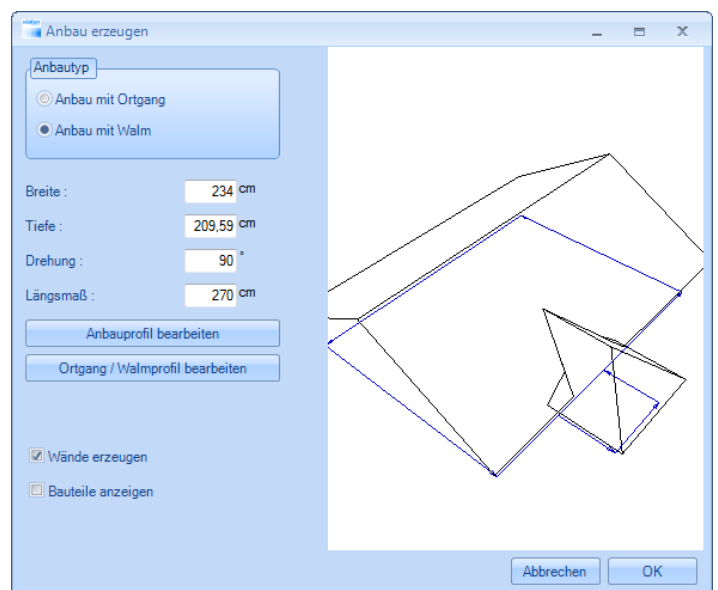 Anbau erzeugen
Anbautyp
Anbau mit Ortgang
Anbau mit Walm
Breite : 234 cm
Tiefe : 209,59 cm
Drehung : 90 °
Längsmaß : 270 cm
Anbauprofil bearbeiten
Ortgang / Walmprofil bearbeiten
Wände erzeugen
Bauteile anzeigen
Abbrechen OK